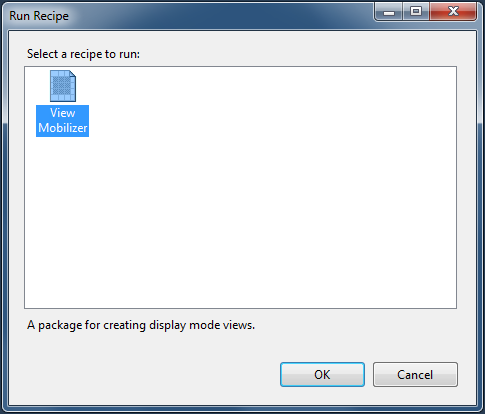 Run Recipe
Select a recipe to run:
View
Mobilizer
A package for creating display mode views.
OK
Cancel